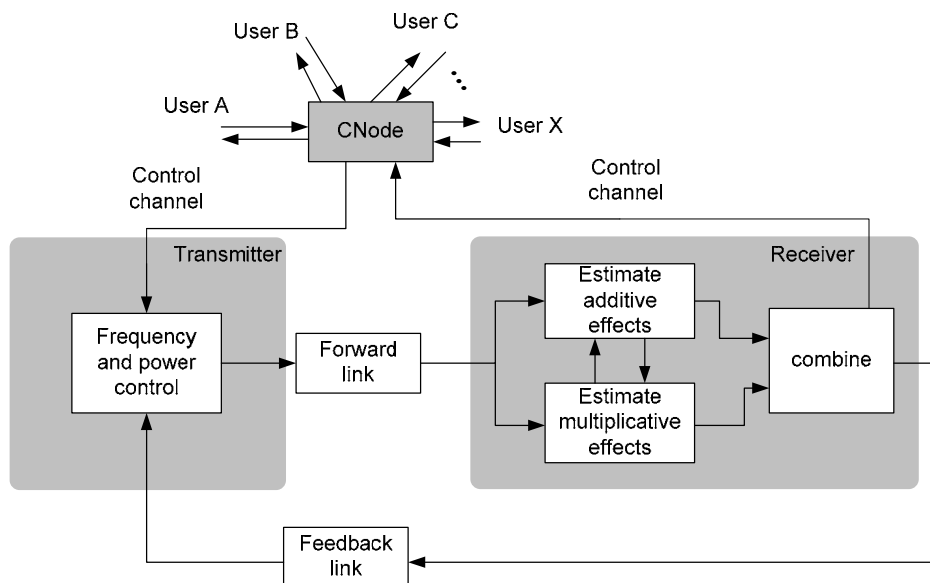 User B
User C
User A
CNode
User X
Control
channel
Control
channel
Transmitter
Receiver
Frequency
and power
control
Forward
link
Estimate
additive
effects
Estimate
multiplicative
effects
combine
Feedback
link